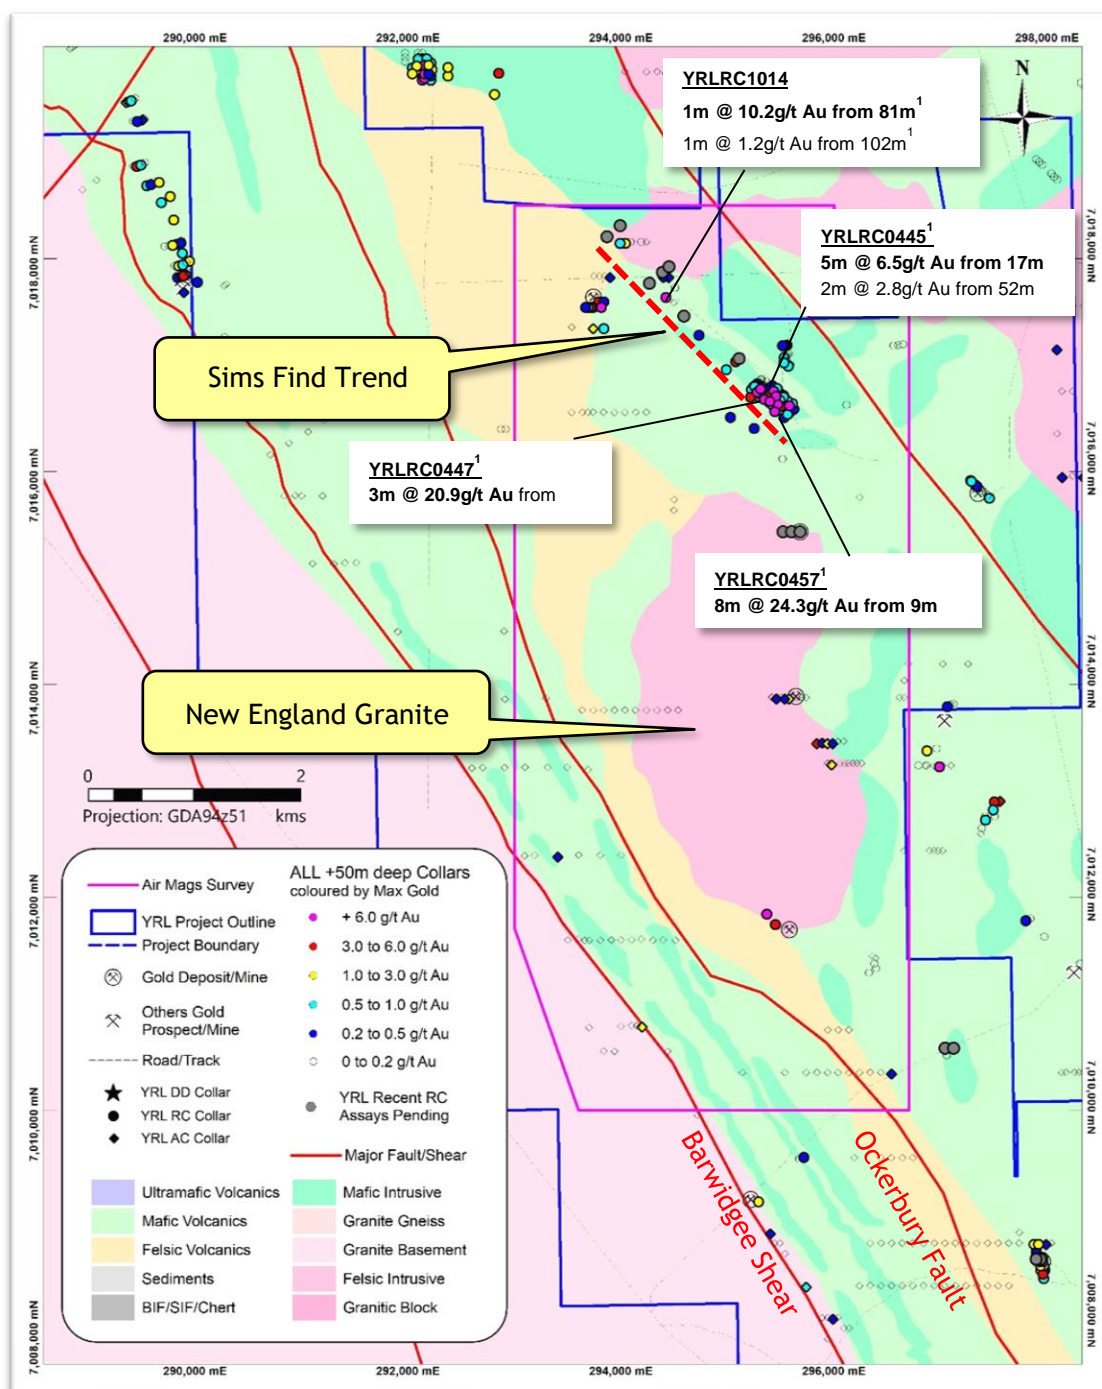 290,000 mE
292,000 mE
294,000 mE
296,000 mE
298,000 mE
N
YRLRC1014
1m @ 10.2g/t Au from 81m1
1m @ 1.2g/t Au from 102m1
YRLRC04451
5m @ 6.5g/t Au from 17m
2m @ 2.8g/t Au from 52m
7,018,000 mN
7,018,000 mN
Sims Find Trend
YRLRC04471
3m @ 20.9g/t Au from
7,016,000 mN
7,016,000 mN
YRLRC04571
8m @ 24.3g/t Au from 9m
7,014,000 mN
7,014,000 mN
New England Granite
0 2
Projection: GDA94z51 kms
7,012,000 mN
7,012,000 mN
Air Mags Survey
YRL Project Outline
Project Boundary
Gold Deposit/Mine
Others Gold
Prospect/Mine
Road/Track
YRL DD Collar
YRL RC Collar
YRL AC Collar
ALL +50m deep Collars
coloured by Max Gold
+ 6.0 g/t Au
3.0 to 6.0 g/t Au
1.0 to 3.0 g/t Au
0.5 to 1.0 g/t Au
0.2 to 0.5 g/t Au
0 to 0.2 g/t Au
YRL Recent RC
Assays Pending
Major Fault/Shear
Ultramafic Volcanics
Mafic Volcanics
Felsic Volcanics
Sediments
BIF/SIF/Chert
Mafic Intrusive
Granite Gneiss
Granite Basement
Felsic Intrusive
Granitic Block
7,010,000 mN
7,010,000 mN
Barwidgee Shear
Ockerbury Fault
7,008,000 mN
7,008,000 mN
290,000 mE
292,000 mE
294,000 mE
296,000 mE